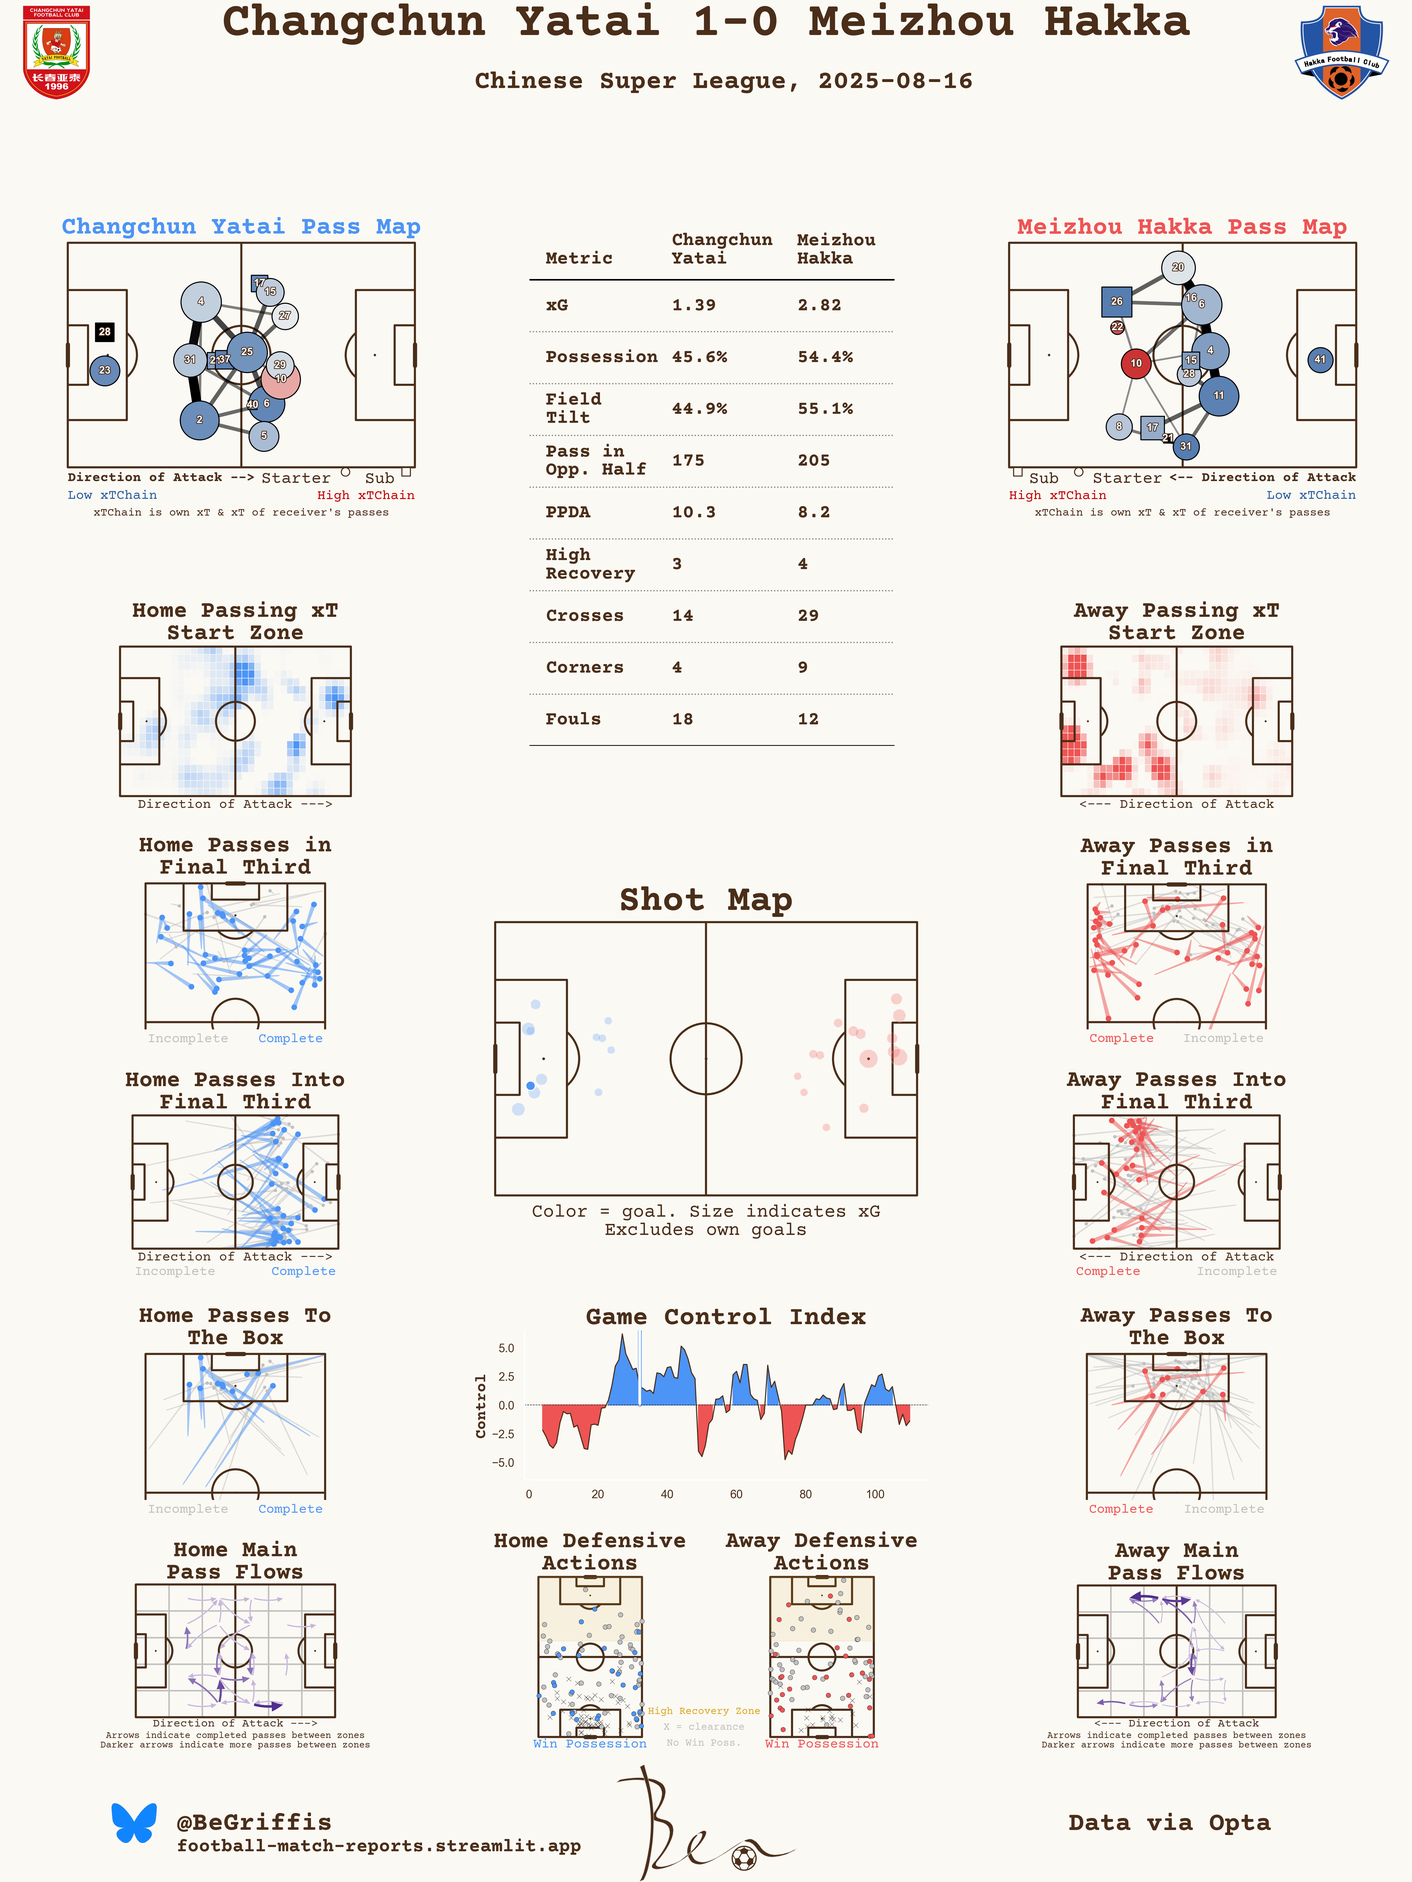 Changchun Yatai 1-0 Meizhou Hakka
Chinese Super League, 2025-08-16
CHANGCHUN YATAI
FOOTBALL CLUB
长春亚泰
1996
Hakka Football Club
Changchun Yatai Pass Map
4
17
15
27
28
23
31
37
25
29
10
2
40
6
5
Direction of Attack --> Starter Sub
Low xTChain High xTChain
xTChain is own xT & xT of receiver's passes
Metric Changchun Yatai Meizhou Hakka
xG 1.39 2.82
Possession 45.6% 54.4%
Field Tilt 44.9% 55.1%
Pass in Opp. Half 175 205
PPDA 10.3 8.2
High Recovery 3 4
Crosses 14 29
Corners 4 9
Fouls 18 12
Meizhou Hakka Pass Map
20
26
16
6
22
10
4
15
28
41
11
8
17
21
31
Sub Starter <-- Direction of Attack
High xTChain Low xTChain
xTChain is own xT & xT of receiver's passes
Home Passing xT
Start Zone
Direction of Attack --->
Away Passing xT
Start Zone
<--- Direction of Attack
Home Passes in
Final Third
Incomplete Complete
Away Passes in
Final Third
Complete Incomplete
Shot Map
Color = goal. Size indicates xG
Excludes own goals
Home Passes Into
Final Third
Direction of Attack --->
Incomplete Complete
Away Passes Into
Final Third
<--- Direction of Attack
Complete Incomplete
Home Passes To
The Box
Incomplete Complete
Game Control Index
Control
5.0
2.5
0.0
−2.5
−5.0
0 20 40 60 80 100
Away Passes To
The Box
Complete Incomplete
Home Main
Pass Flows
Direction of Attack --->
Arrows indicate completed passes between zones
Darker arrows indicate more passes between zones
Home Defensive
Actions
Win Possession
High Recovery Zone
X = clearance
No Win Poss.
Away Defensive
Actions
Win Possession
Away Main
Pass Flows
<--- Direction of Attack
Arrows indicate completed passes between zones
Darker arrows indicate more passes between zones
@BeGriffis
football-match-reports.streamlit.app
Ben
Data via Opta